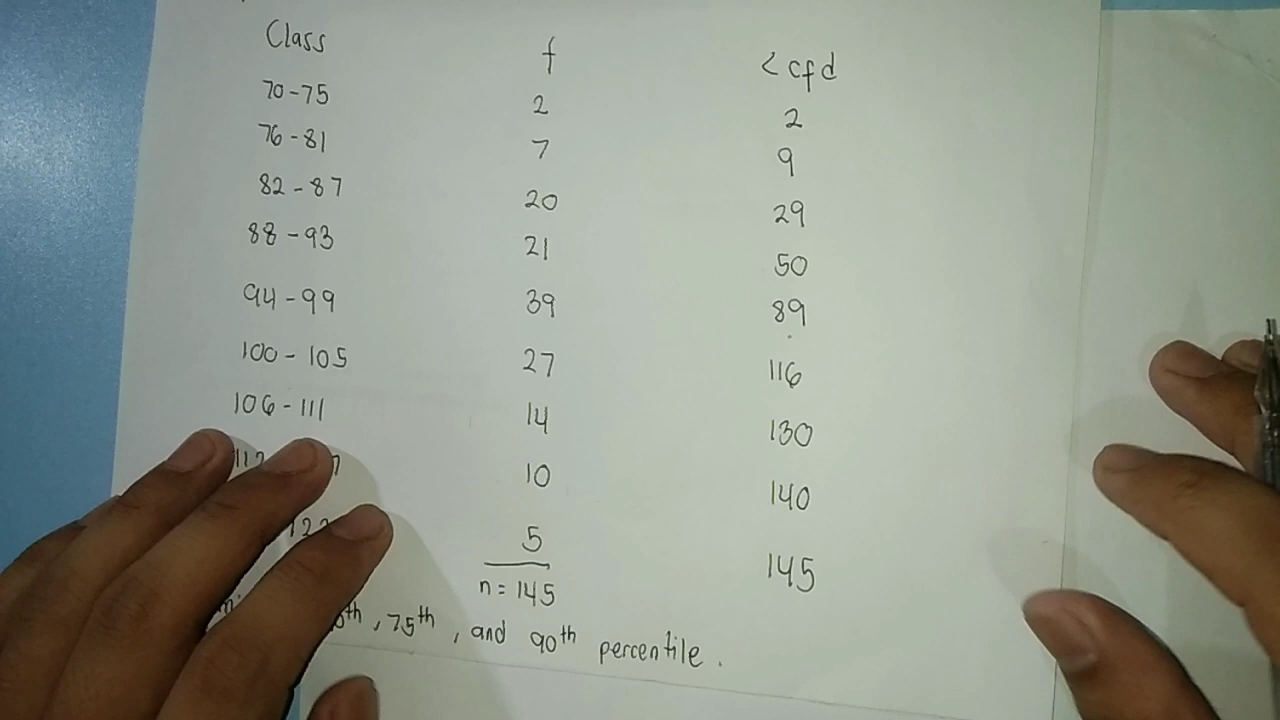 Class f < cfd
70-75 2 2
76-81 7 9
82-87 20 29
88-93 21 50
94-99 39 89
100-105 27 116
106-111 14 130
10 140
5 145
n = 145
, 75th, and 90th percentile.